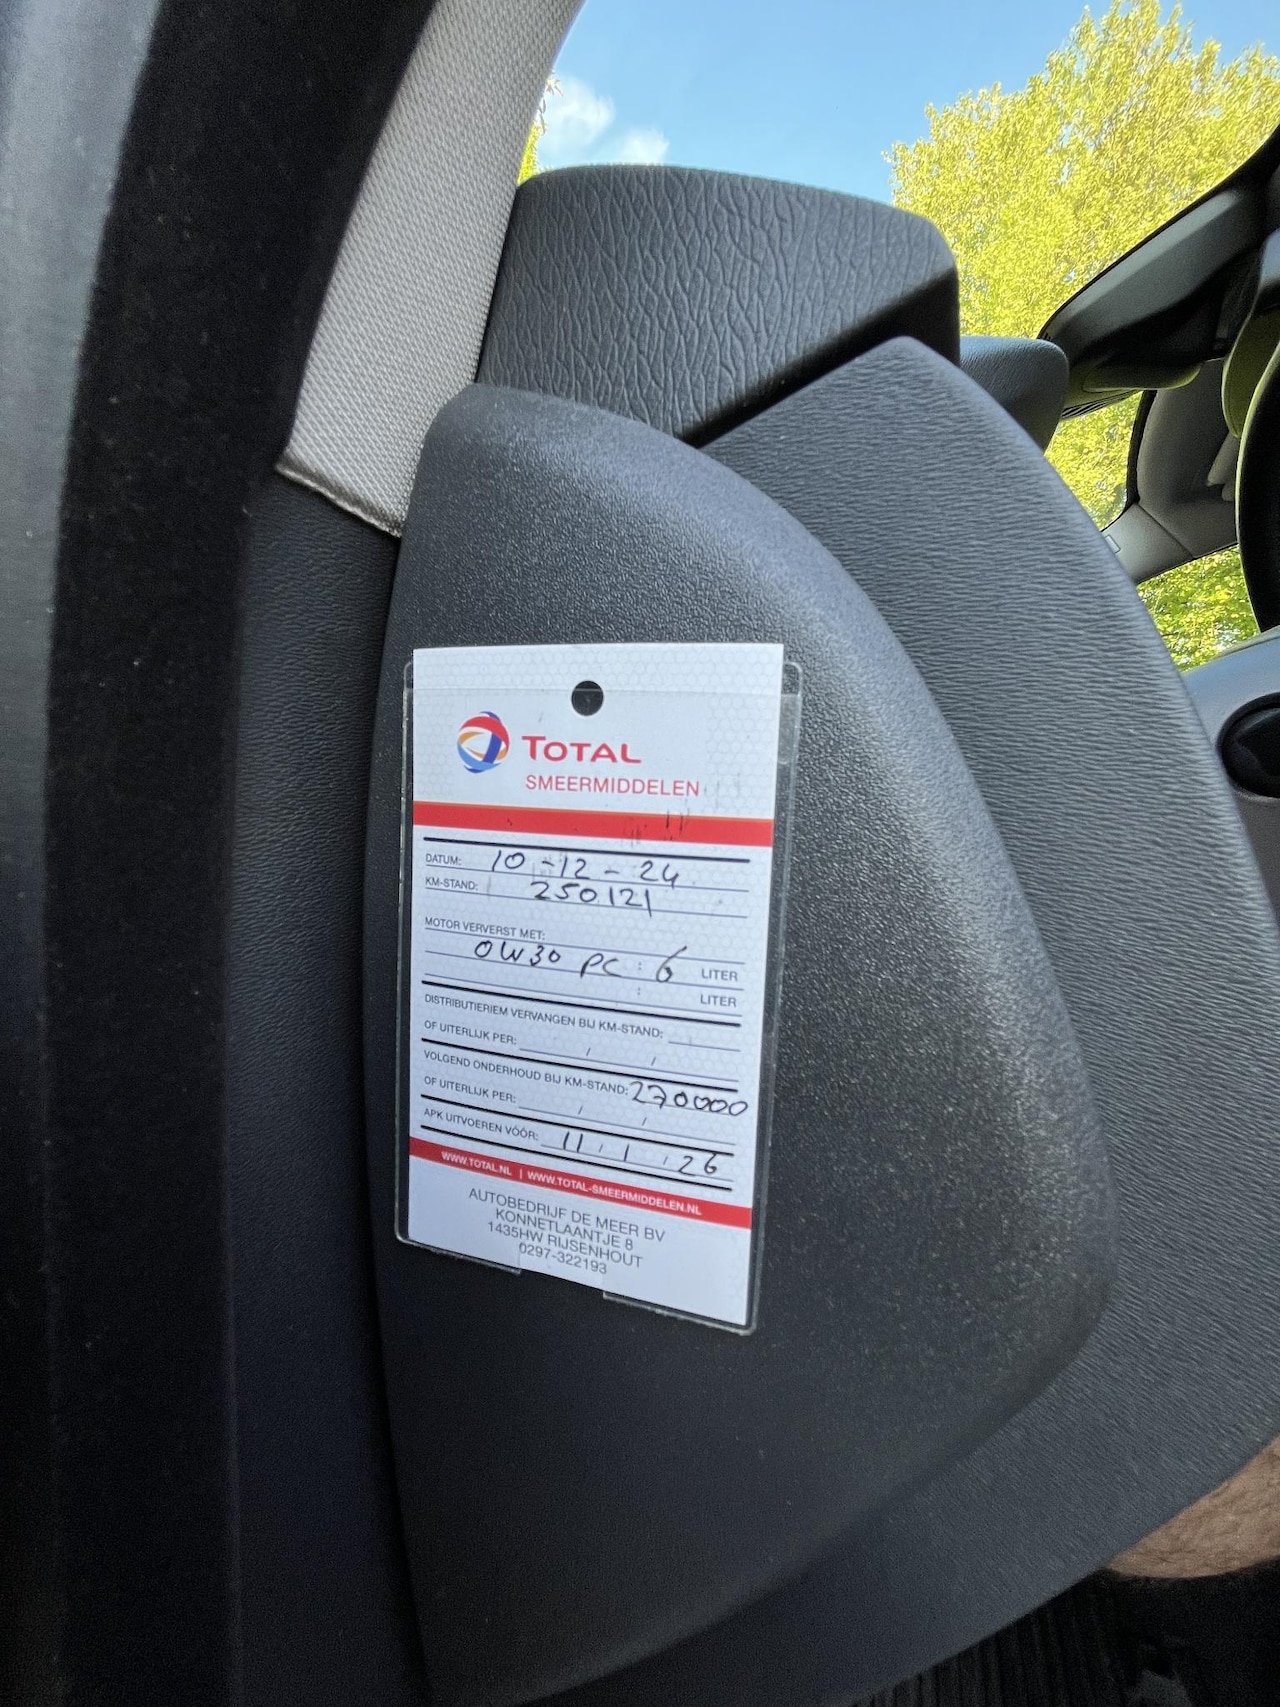 TOTAL
SMEERMIDDELEN
DATUM: 10 - 12 - 24
KM-STAND: 250121
MOTOR VERVERST MET:
0W30 PC : 6 LITER
: LITER
DISTRIBUTIERIEM VERVANGEN BIJ KM-STAND:
OF UITERLIJK PER: / /
VOLGEND ONDERHOUD BIJ KM-STAND: 270000
OF UITERLIJK PER: / /
APK UITVOEREN VÓÓR: 11 / 1 / 26
WWW.TOTAL.NL | WWW.TOTAL-SMEERMIDDELEN.NL
AUTOBEDRIJF DE MEER BV
KONNETLAANTJE 8
1435HW RIJSENHOUT
0297-322193